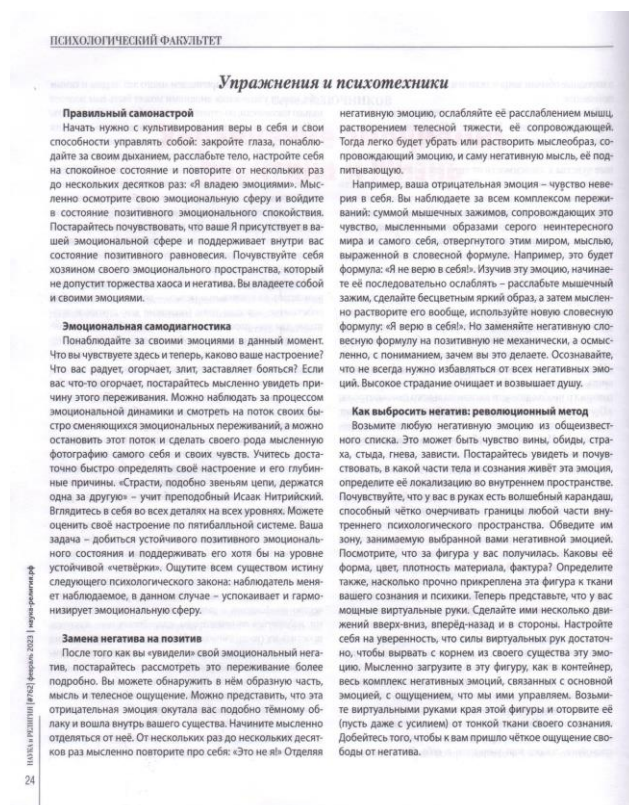 ПСИХОЛОГИЧЕСКИЙ ФАКУЛЬТЕТ
Упражнения и психотехники
Правильный самонастрой
Начать нужно с культивирования веры в себя и свои
способности управлять собой: закройте глаза, понаблю-
дайте за своим дыханием, расслабьте тело, настройте себя
на спокойное состояние и повторите от нескольких раз
до нескольких десятков раз: «Я владею эмоциями». Мыс-
ленно осмотрите свою эмоциональную сферу и войдите
в состояние позитивного эмоционального спокойствия.
Постарайтесь почувствовать, что ваше Я присутствует в ва-
шей эмоциональной сфере и поддерживает внутри вас
состояние позитивного равновесия. Почувствуйте себя
хозяином своего эмоционального пространства, который
не допустит торжества хаоса и негатива. Вы владеете собой
и своими эмоциями.
Эмоциональная самодиагностика
Понаблюдайте за своими эмоциями в данный момент.
Что вы чувствуете здесь и теперь, каково ваше настроение?
Что вас радует, огорчает, злит, заставляет бояться? Если
вас что-то огорчает, постарайтесь мысленно увидеть при-
чину этого переживания. Можно наблюдать за процессом
эмоциональной динамики и смотреть на поток своих бы-
стро сменяющихся эмоциональных переживаний, а можно
остановить этот поток и сделать своего рода мысленную
фотографию самого себя и своих чувств. Учитесь доста-
точно быстро определять своё настроение и его глубин-
ные причины. «Страсти, подобно звеньям цепи, держатся
одна за другую» – учит преподобный Исаак Нитрийский.
Вглядитесь в себя во всех деталях на всех уровнях. Можете
оценить своё настроение по пятибалльной системе. Ваша
задача – добиться устойчивого позитивного эмоциональ-
ного состояния и поддерживать его хотя бы на уровне
устойчивой «четвёрки». Ощутите всем существом истину
следующего психологического закона: наблюдатель меня-
ет наблюдаемое, в данном случае – успокаивает и гармо-
низирует эмоциональную сферу.
Замена негатива на позитив
После того как вы «увидели» свой эмоциональный нега-
тив, постарайтесь рассмотреть это переживание более
подробно. Вы можете обнаружить в нём образную часть,
мысль и телесное ощущение. Можно представить, что эта
отрицательная эмоция окутала вас подобно тёмному об-
лаку и вошла внутрь вашего существа. Начните мысленно
отделяться от неё. От нескольких раз до нескольких десят-
ков раз мысленно повторите про себя: «Это не я!» Отделяя
негативную эмоцию, ослабляйте её расслаблением мышц,
растворением телесной тяжести, её сопровождающей.
Тогда легко будет убрать или растворить мыслеобраз, со-
провождающий эмоцию, и саму негативную мысль, её под-
питывающую.
Например, ваша отрицательная эмоция – чувство неве-
рия в себя. Вы наблюдаете за всем комплексом пережи-
ваний: суммой мышечных зажимов, сопровождающих это
чувство, мысленными образами серого неинтересного
мира и самого себя, отвергнутого этим миром, мыслью,
выраженной в словесной формуле. Например, это будет
формула: «Я не верю в себя!». Изучив эту эмоцию, начинае-
те её последовательно ослаблять – расслабьте мышечный
зажим, сделайте бесцветным яркий образ, а затем мыслен-
но растворите его вообще, используйте новую словесную
формулу: «Я верю в себя!». Но заменяйте негативную сло-
весную формулу на позитивную не механически, а осмыс-
ленно, с пониманием, зачем вы это делаете. Осознавайте,
что не всегда нужно избавляться от всех негативных эмо-
ций. Высокое страдание очищает и возвышает душу.
Как выбросить негатив: революционный метод
Возьмите любую негативную эмоцию из общеизвест-
ного списка. Это может быть чувство вины, обиды, стра-
ха, стыда, гнева, зависти. Постарайтесь увидеть и почув-
ствовать, в какой части тела и сознания живёт эта эмоция,
определите её локализацию во внутреннем пространстве.
Почувствуйте, что у вас в руках есть волшебный карандаш,
способный чётко очерчивать границы любой части вну-
треннего психологического пространства. Обведите им
зону, занимаемую выбранной вами негативной эмоцией.
Посмотрите, что за фигура у вас получилась. Каковы её
форма, цвет, плотность материала, фактура? Определите
также, насколько прочно прикреплена эта фигура к ткани
вашего сознания и психики. Теперь представьте, что у вас
мощные виртуальные руки. Сделайте ими несколько дви-
жений вверх-вниз, вперёд-назад и в стороны. Настройте
себя на уверенность, что силы виртуальных рук достаточ-
но, чтобы вырвать с корнем из своего существа эту эмо-
цию. Мысленно загрузите в эту фигуру, как в контейнер,
весь комплекс негативных эмоций, связанных с основной
эмоцией, с ощущением, что мы ими управляем. Возьми-
те виртуальными руками края этой фигуры и оторвите её
(пусть даже с усилием) от тонкой ткани своего сознания.
Добейтесь того, чтобы к вам пришло чёткое ощущение сво-
боды от негатива.
НАУКА и РЕЛИГИЯ [#762] февраль 2023 | наука-религия.рф
24